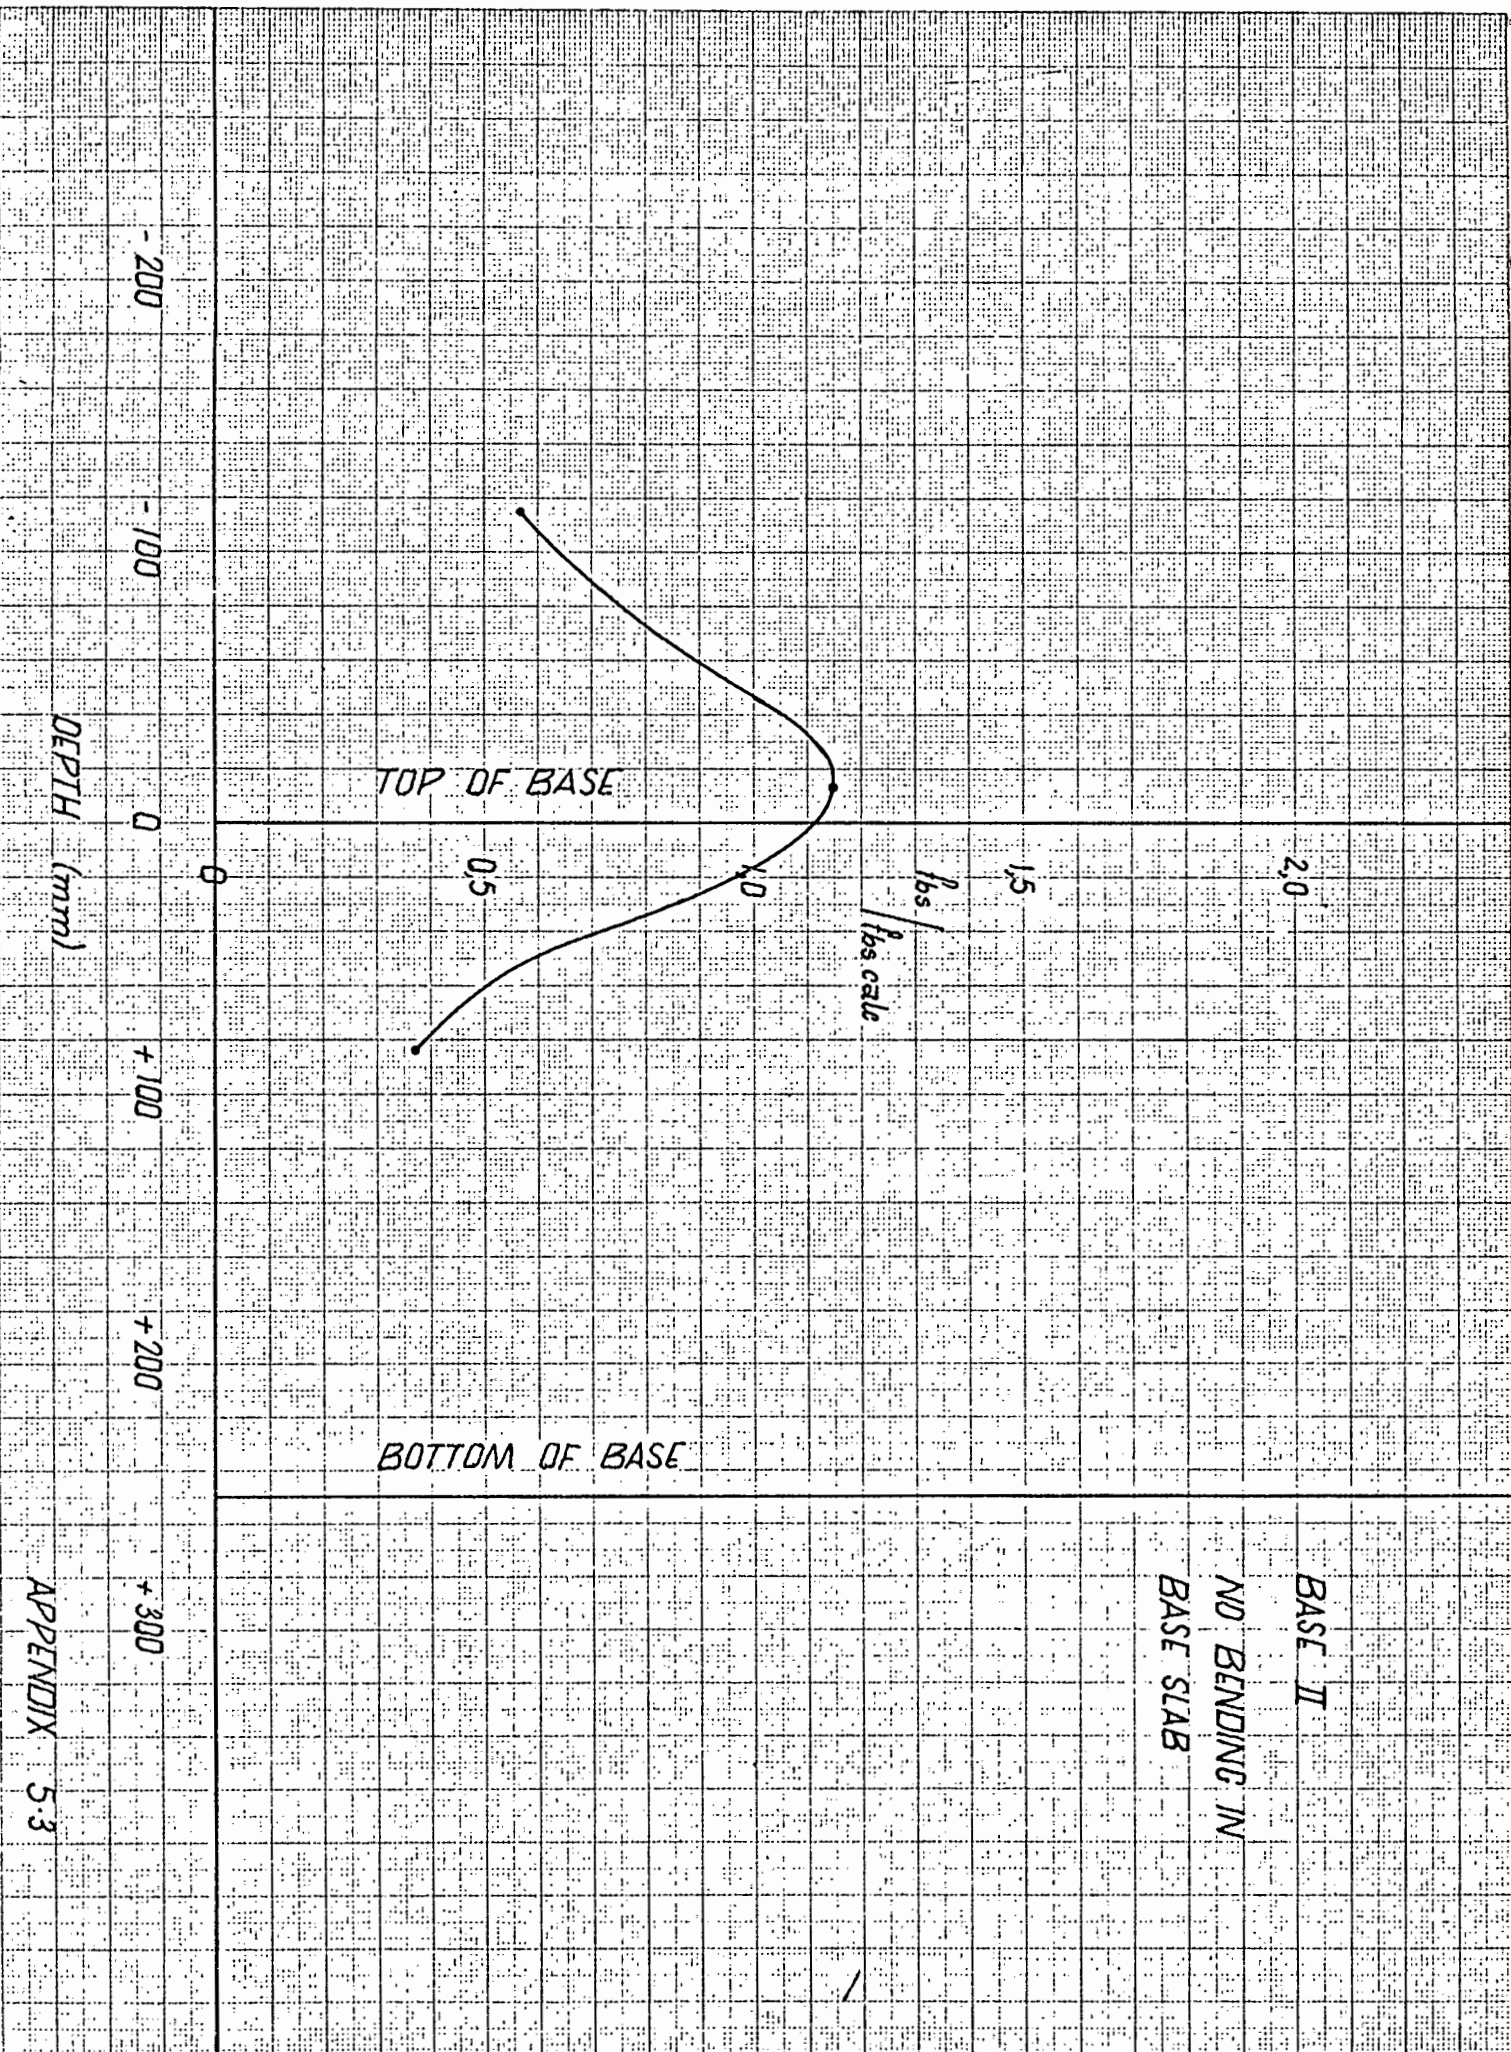 BASE II
NO BENDING IN
BASE SLAB
2,0
1,5
fbs / fbs calc
1,0
0,5
0
TOP OF BASE
BOTTOM OF BASE
- 200
- 100
0
+ 100
+ 200
+ 300
DEPTH (mm)
APPENDIX 5.3